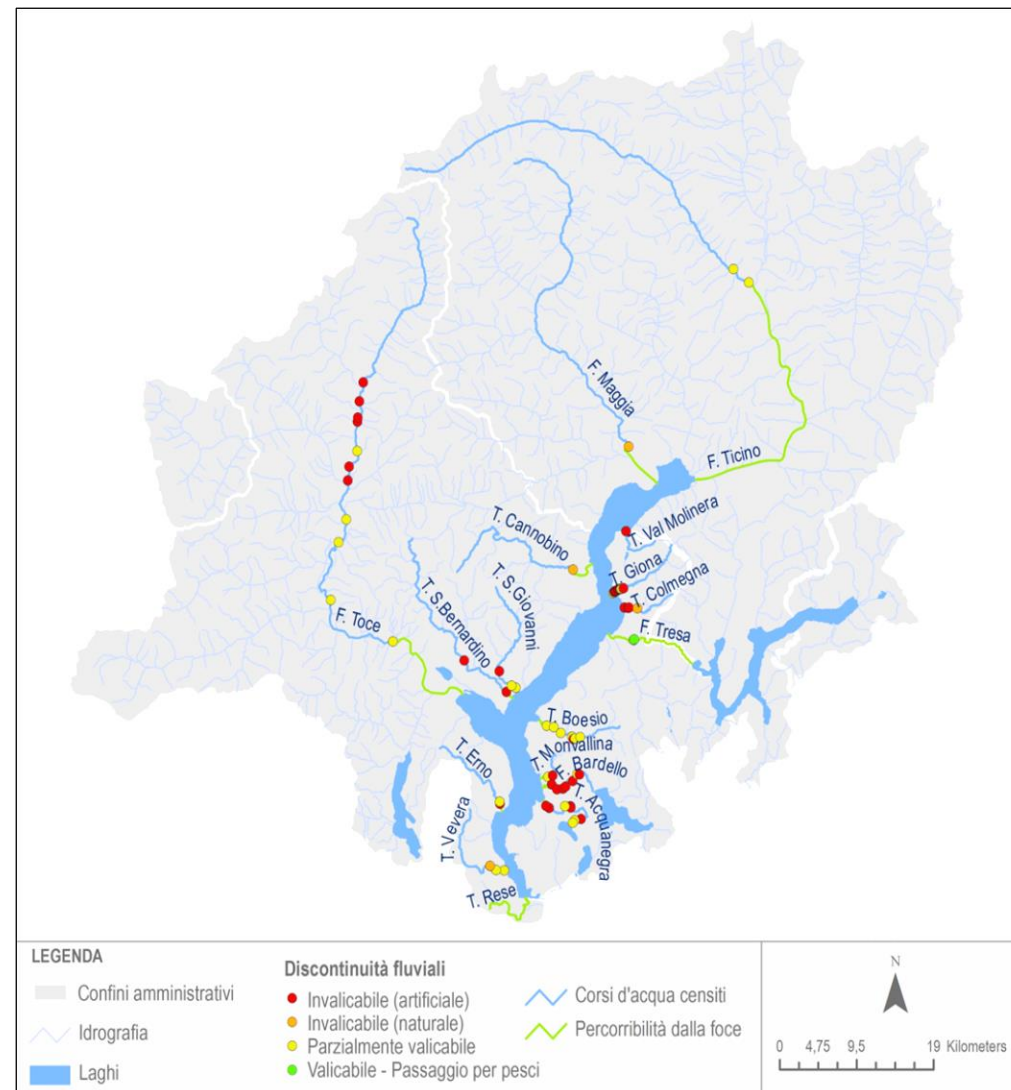 F. Maggia
F. Ticino
T. Val Molinera
T. Cannobino
T. Giona
T. Colmegna
T. S.Giovanni
T. S.Bernardino
F. Toce
F. Tresa
T. Boesio
T. Monvallina
F. Bardello
T. Erno
T. Acquanegra
T. Vevera
T. Rese
LEGENDA
Confini amministrativi
Idrografia
Laghi
Discontinuità fluviali
Invalicabile (artificiale)
Invalicabile (naturale)
Parzialmente valicabile
Valicabile - Passaggio per pesci
Corsi d'acqua censiti
Percorribilità dalla foce
N
0 4,75 9,5 19 Kilometers